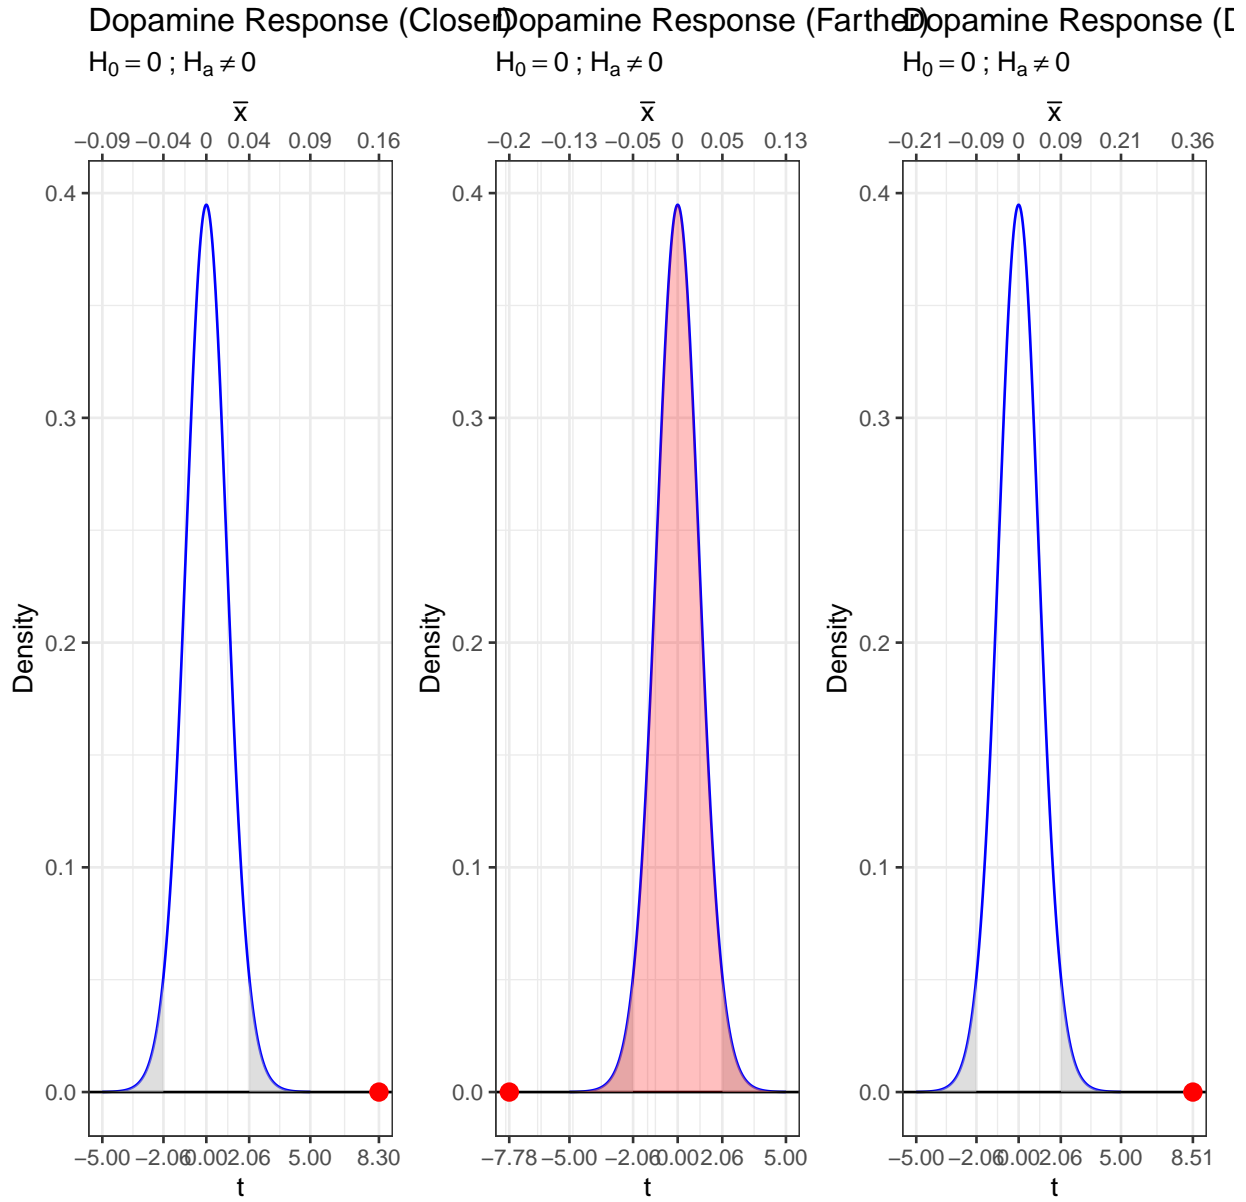 Dopamine Response (Closer)
H0 = 0 ; Ha ≠ 0
x̄
−0.09 −0.04 0 0.04 0.09 0.16
0.4
0.3
0.2
0.1
0.0
Density
−5.00 −2.06 0.00 2.06 5.00 8.30
t
Dopamine Response (Farther)
H0 = 0 ; Ha ≠ 0
x̄
−0.2 −0.13 −0.05 0 0.05 0.13
0.4
0.3
0.2
0.1
0.0
Density
−7.78 −5.00 −2.06 0.00 2.06 5.00
t
Dopamine Response (D
H0 = 0 ; Ha ≠ 0
x̄
−0.21 −0.09 0 0.09 0.21 0.36
0.4
0.3
0.2
0.1
0.0
Density
−5.00 −2.06 0.00 2.06 5.00 8.51
t